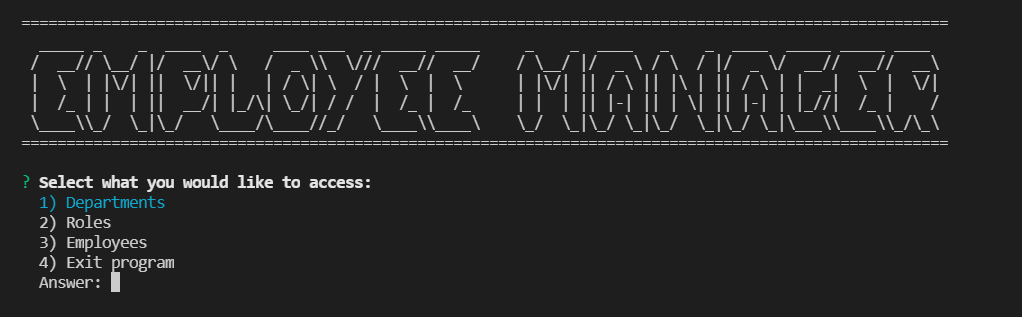 EMPLOYEE MANAGER
? Select what you would like to access:
1) Departments
2) Roles
3) Employees
4) Exit program
Answer: